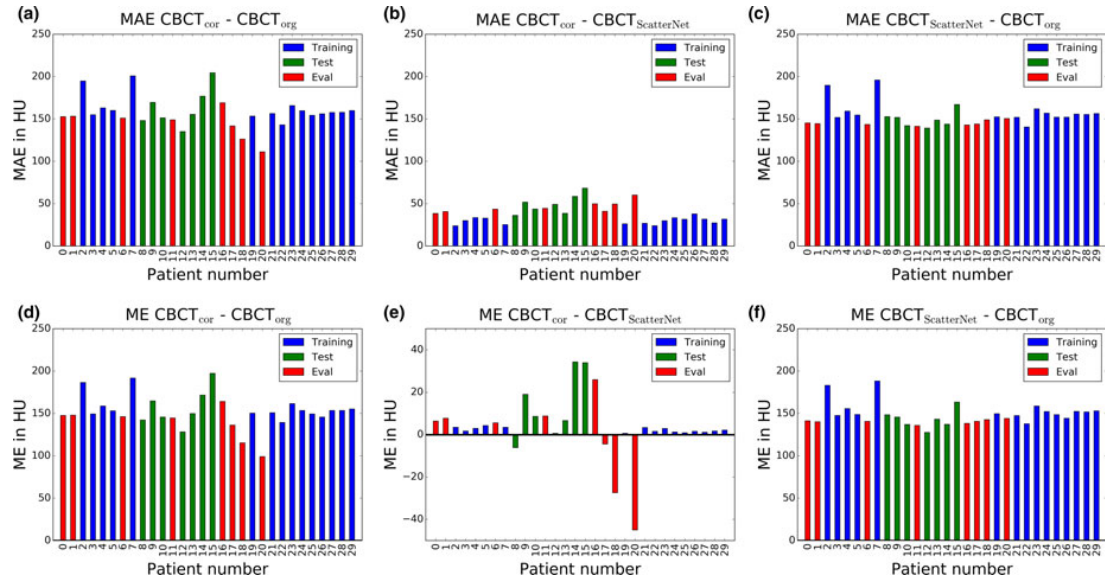 (a) MAE CBCT_cor - CBCT_org
MAE in HU
250
200
150
100
50
0
Training
Test
Eval
0 1 2 3 4 5 6 7 8 9 10 11 12 13 14 15 16 17 18 19 20 21 22 23 24 25 26 27 28 29
Patient number
(b) MAE CBCT_cor - CBCT_ScatterNet
MAE in HU
250
200
150
100
50
0
Training
Test
Eval
0 1 2 3 4 5 6 7 8 9 10 11 12 13 14 15 16 17 18 19 20 21 22 23 24 25 26 27 28 29
Patient number
(c) MAE CBCT_ScatterNet - CBCT_org
MAE in HU
250
200
150
100
50
0
Training
Test
Eval
0 1 2 3 4 5 6 7 8 9 10 11 12 13 14 15 16 17 18 19 20 21 22 23 24 25 26 27 28 29
Patient number
(d) ME CBCT_cor - CBCT_org
ME in HU
250
200
150
100
50
0
Training
Test
Eval
0 1 2 3 4 5 6 7 8 9 10 11 12 13 14 15 16 17 18 19 20 21 22 23 24 25 26 27 28 29
Patient number
(e) ME CBCT_cor - CBCT_ScatterNet
ME in HU
40
20
0
−20
−40
Training
Test
Eval
0 1 2 3 4 5 6 7 8 9 10 11 12 13 14 15 16 17 18 19 20 21 22 23 24 25 26 27 28 29
Patient number
(f) ME CBCT_ScatterNet - CBCT_org
ME in HU
250
200
150
100
50
0
Training
Test
Eval
0 1 2 3 4 5 6 7 8 9 10 11 12 13 14 15 16 17 18 19 20 21 22 23 24 25 26 27 28 29
Patient number